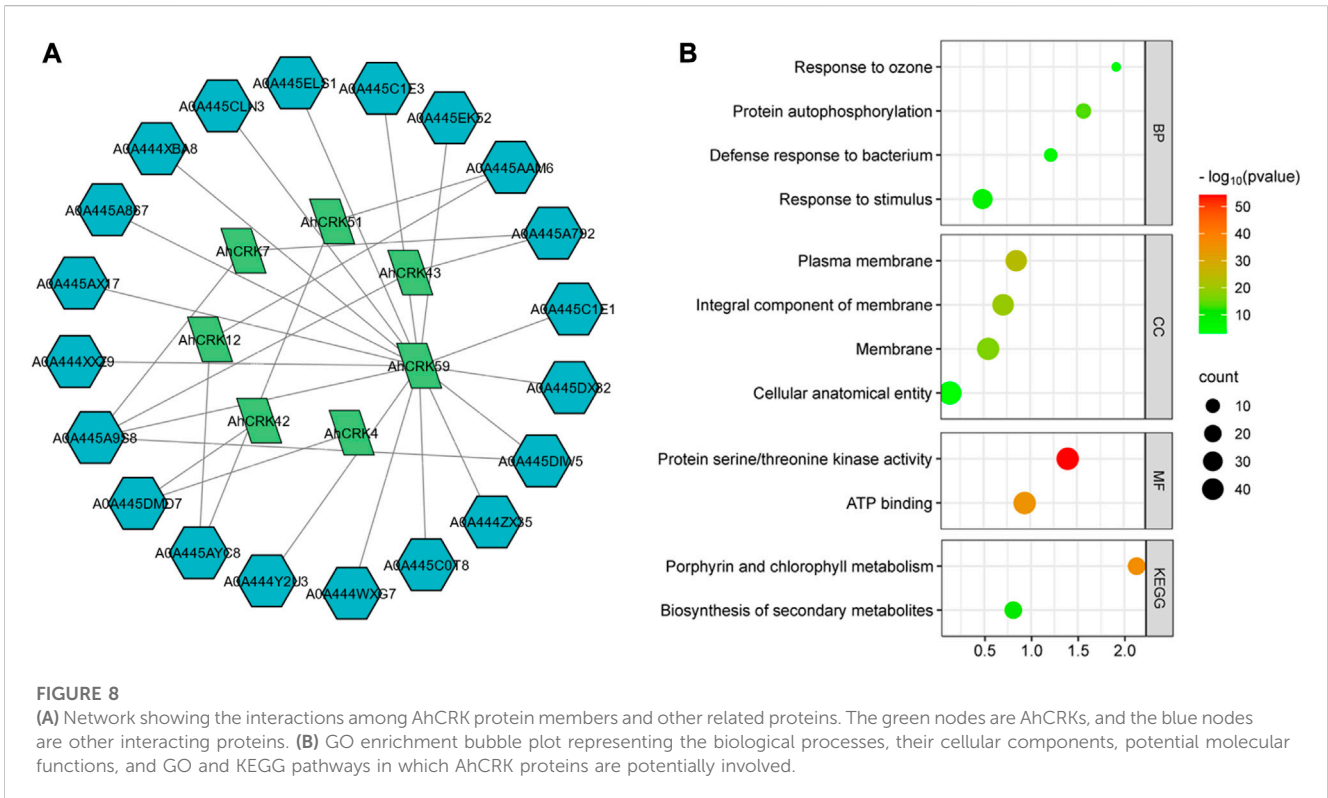 A
A0A445ELS1
A0A445C1E3
A0A445CLN3
A0A445EK52
A0A444XBA8
A0A445AAM6
A0A445A867
AhCRK51
A0A445A792
AhCRK7
AhCRK43
A0A445AX17
A0A445C1E1
AhCRK12
A0A444XXZ9
AhCRK59
A0A445DX82
AhCRK42
AhCRK4
A0A445A9S8
A0A445DIW5
A0A445DMD7
A0A444ZX35
A0A445AYC8
A0A445C0T8
A0A444Y2U3
A0A444WXG7
B
Response to ozone
Protein autophosphorylation
Defense response to bacterium
Response to stimulus
BP
Plasma membrane
Integral component of membrane
Membrane
Cellular anatomical entity
CC
Protein serine/threonine kinase activity
ATP binding
MF
Porphyrin and chlorophyll metabolism
Biosynthesis of secondary metabolites
KEGG
0.5 1.0 1.5 2.0
- log10(pvalue)
50
40
30
20
10
count
10
20
30
40
FIGURE 8
(A) Network showing the interactions among AhCRK protein members and other related proteins. The green nodes are AhCRKs, and the blue nodes
are other interacting proteins. (B) GO enrichment bubble plot representing the biological processes, their cellular components, potential molecular
functions, and GO and KEGG pathways in which AhCRK proteins are potentially involved.